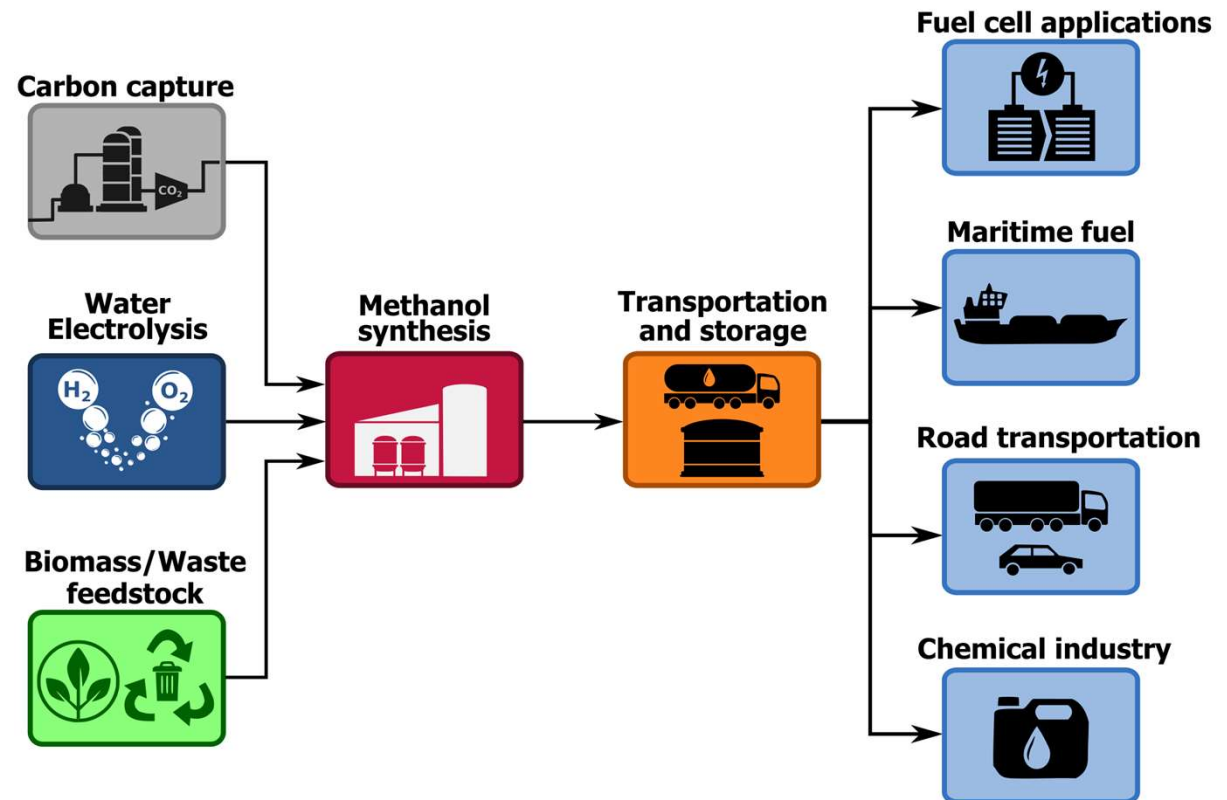 Fuel cell applications
Carbon capture
CO₂
Maritime fuel
Water
Electrolysis
H₂
O₂
Methanol
synthesis
Transportation
and storage
Road transportation
Biomass/Waste
feedstock
Chemical industry